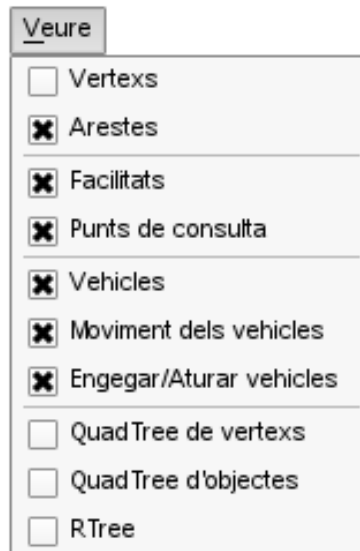 Veure
Vertexs
Arestes
Facilitats
Punts de consulta
Vehicles
Moviment dels vehicles
Engegar/Aturar vehicles
QuadTree de vertexs
QuadTree d'objectes
RTree